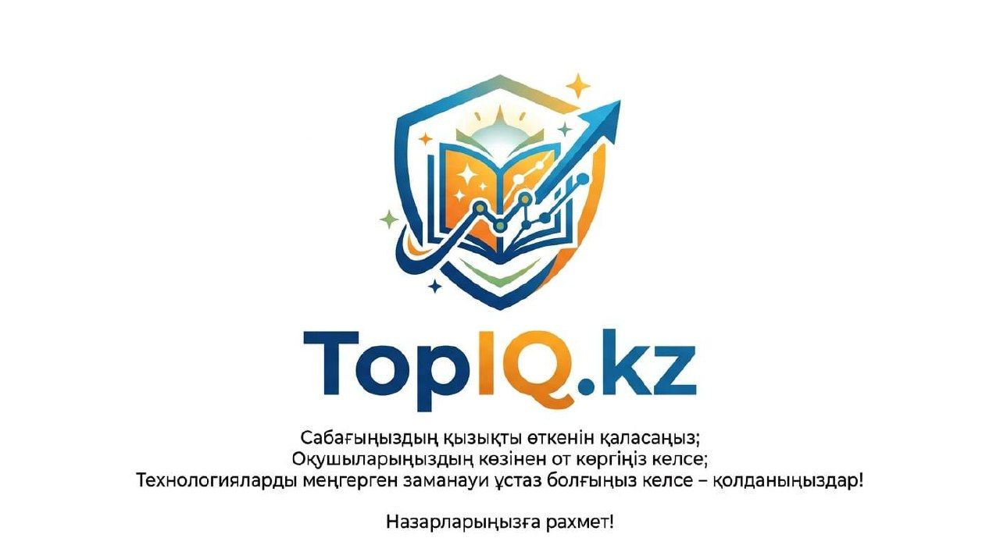 TopIQ.kz
Сабағыңыздың қызықты өткенін қаласаңыз;
Оқушыларыңыздың көзінен от көргіңіз келсе;
Технологияларды меңгерген заманауи ұстаз болғыңыз келсе – қолданыңыздар!
Назарларыңызға рахмет!